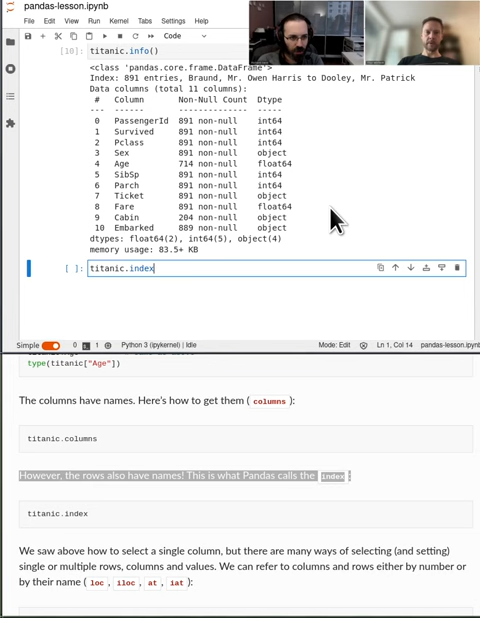 pandas-lesson.ipynb
File Edit View Run Kernel Tabs Settings Help
Code
[10]: titanic.info()
<class 'pandas.core.frame.DataFrame'>
Index: 891 entries, Braund, Mr. Owen Harris to Dooley, Mr. Patrick
Data columns (total 11 columns):
# Column Non-Null Count Dtype
--- ------ -------------- -----
0 PassengerId 891 non-null int64
1 Survived 891 non-null int64
2 Pclass 891 non-null int64
3 Sex 891 non-null object
4 Age 714 non-null float64
5 SibSp 891 non-null int64
6 Parch 891 non-null int64
7 Ticket 891 non-null object
8 Fare 891 non-null float64
9 Cabin 204 non-null object
10 Embarked 889 non-null object
dtypes: float64(2), int64(5), object(4)
memory usage: 83.5+ KB
[ ]: titanic.index
Simple 0 1 Python 3 (ipykernel) | Idle Mode: Edit Ln 1, Col 14 pandas-lesson.ipynb
type(titanic["Age"])
The columns have names. Here's how to get them ( columns ):
titanic.columns
However, the rows also have names! This is what Pandas calls the index :
titanic.index
We saw above how to select a single column, but there are many ways of selecting (and setting)
single or multiple rows, columns and values. We can refer to columns and rows either by number or
by their name ( loc , iloc , at , iat ):